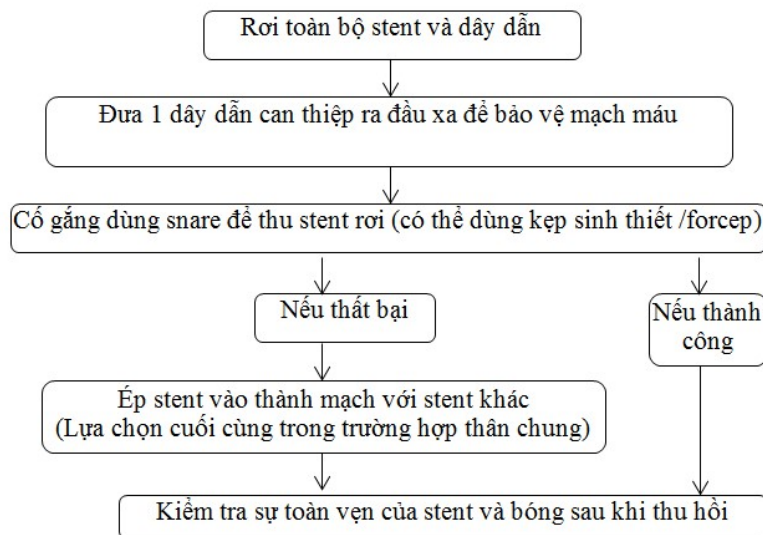 Rơi toàn bộ stent và dây dẫn
Đưa 1 dây dẫn can thiệp ra đầu xa để bảo vệ mạch máu
Cố gắng dùng snare để thu stent rơi (có thể dùng kẹp sinh thiết /forcep)
Nếu thất bại
Nếu thành
công
Ép stent vào thành mạch với stent khác
(Lựa chọn cuối cùng trong trường hợp thân chung)
Kiểm tra sự toàn vẹn của stent và bóng sau khi thu hồi